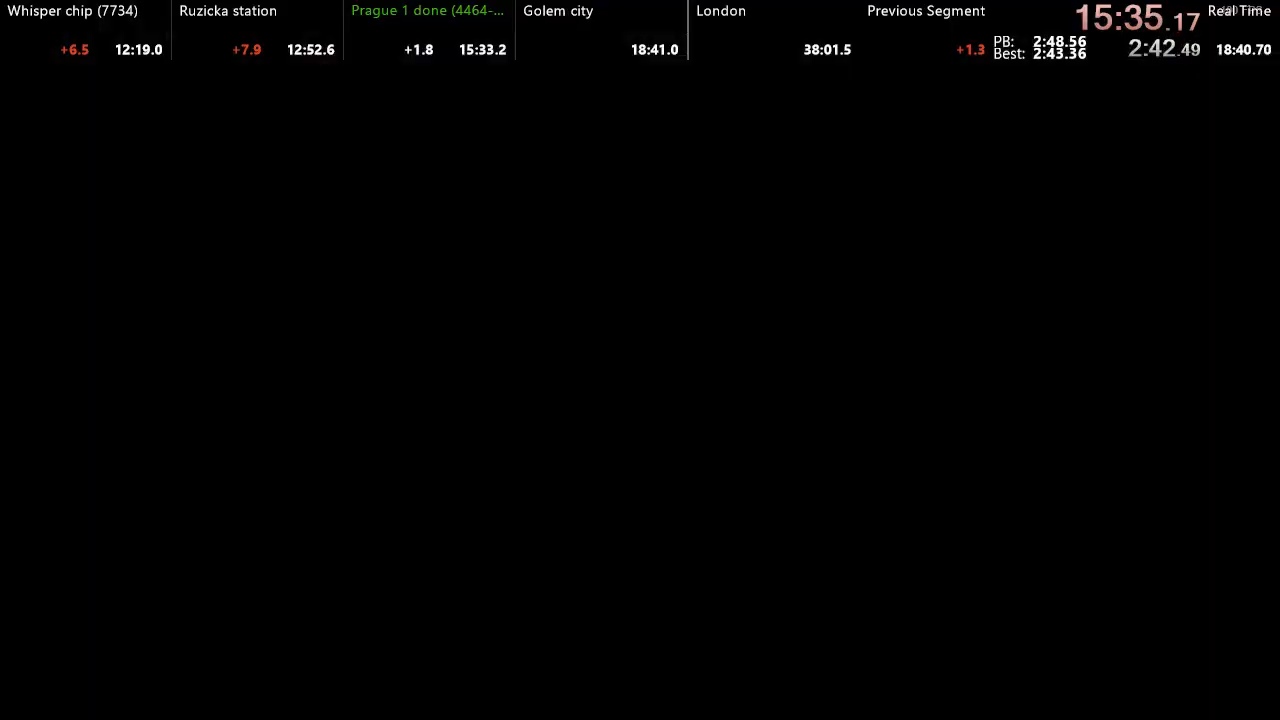 Whisper chip (7734)
+6.5 12:19.0
Ruzicka station
+7.9 12:52.6
Prague 1 done (4464-...
+1.8 15:33.2
Golem city
18:41.0
London
38:01.5
Previous Segment
+1.3
PB: 2:48.56
Best: 2:43.36
15:35.17
2:42.49
Real Time
18:40.70